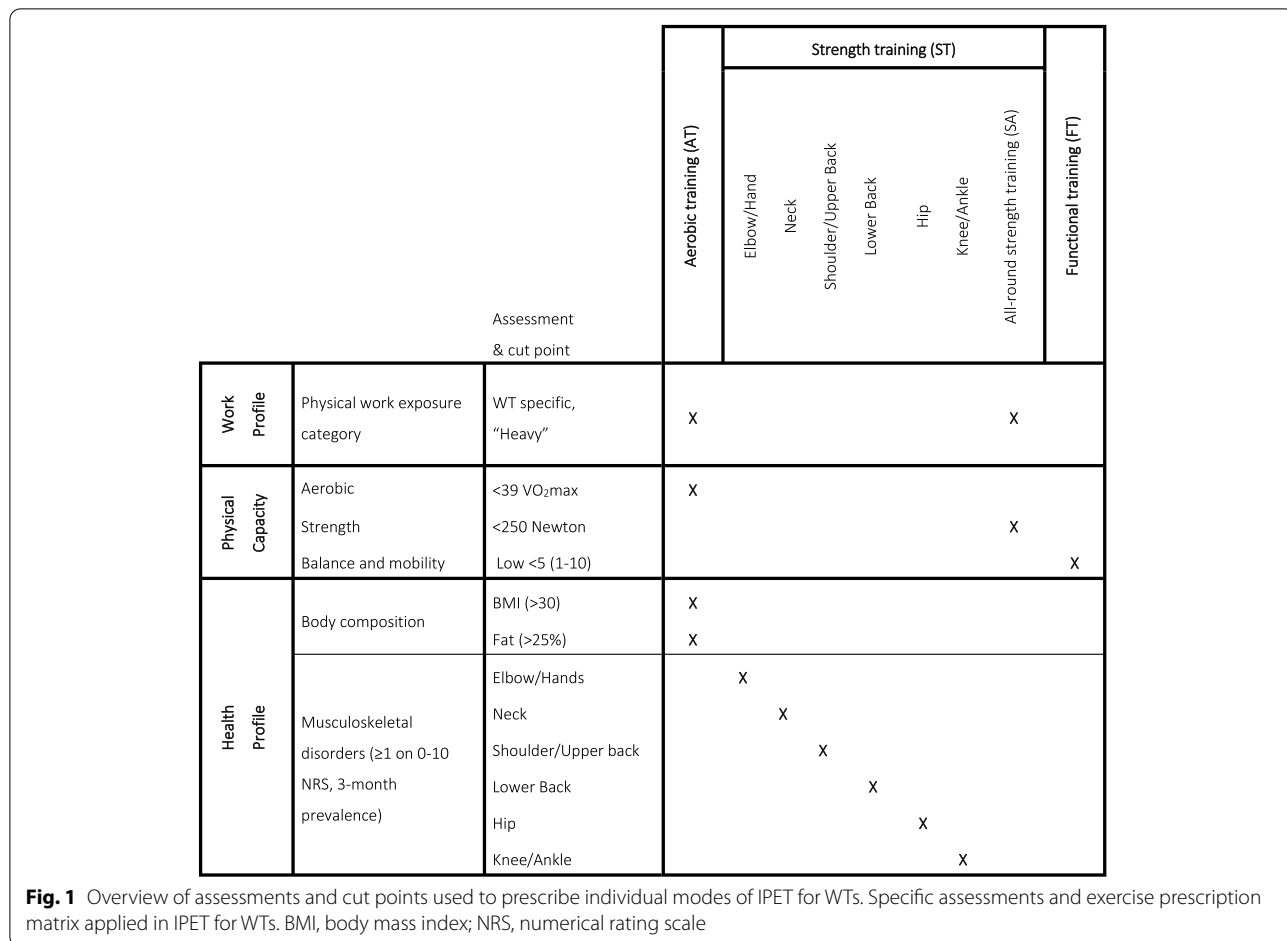 Strength training (ST)
Aerobic training (AT)
Elbow/Hand
Neck
Shoulder/Upper Back
Lower Back
Hip
Knee/Ankle
All-round strength training (SA)
Functional training (FT)
Assessment
& cut point
Work
Profile
Physical work exposure
category
WT specific,
“Heavy”
X X
Physical
Capacity
Aerobic <39 VO₂max X
Strength <250 Newton X
Balance and mobility Low <5 (1-10) X
Health
Profile
Body composition
BMI (>30) X
Fat (>25%) X
Musculoskeletal
disorders (≥1 on 0-10
NRS, 3-month
prevalence)
Elbow/Hands X
Neck X
Shoulder/Upper back X
Lower Back X
Hip X
Knee/Ankle X
Fig. 1 Overview of assessments and cut points used to prescribe individual modes of IPET for WTs. Specific assessments and exercise prescription
matrix applied in IPET for WTs. BMI, body mass index; NRS, numerical rating scale